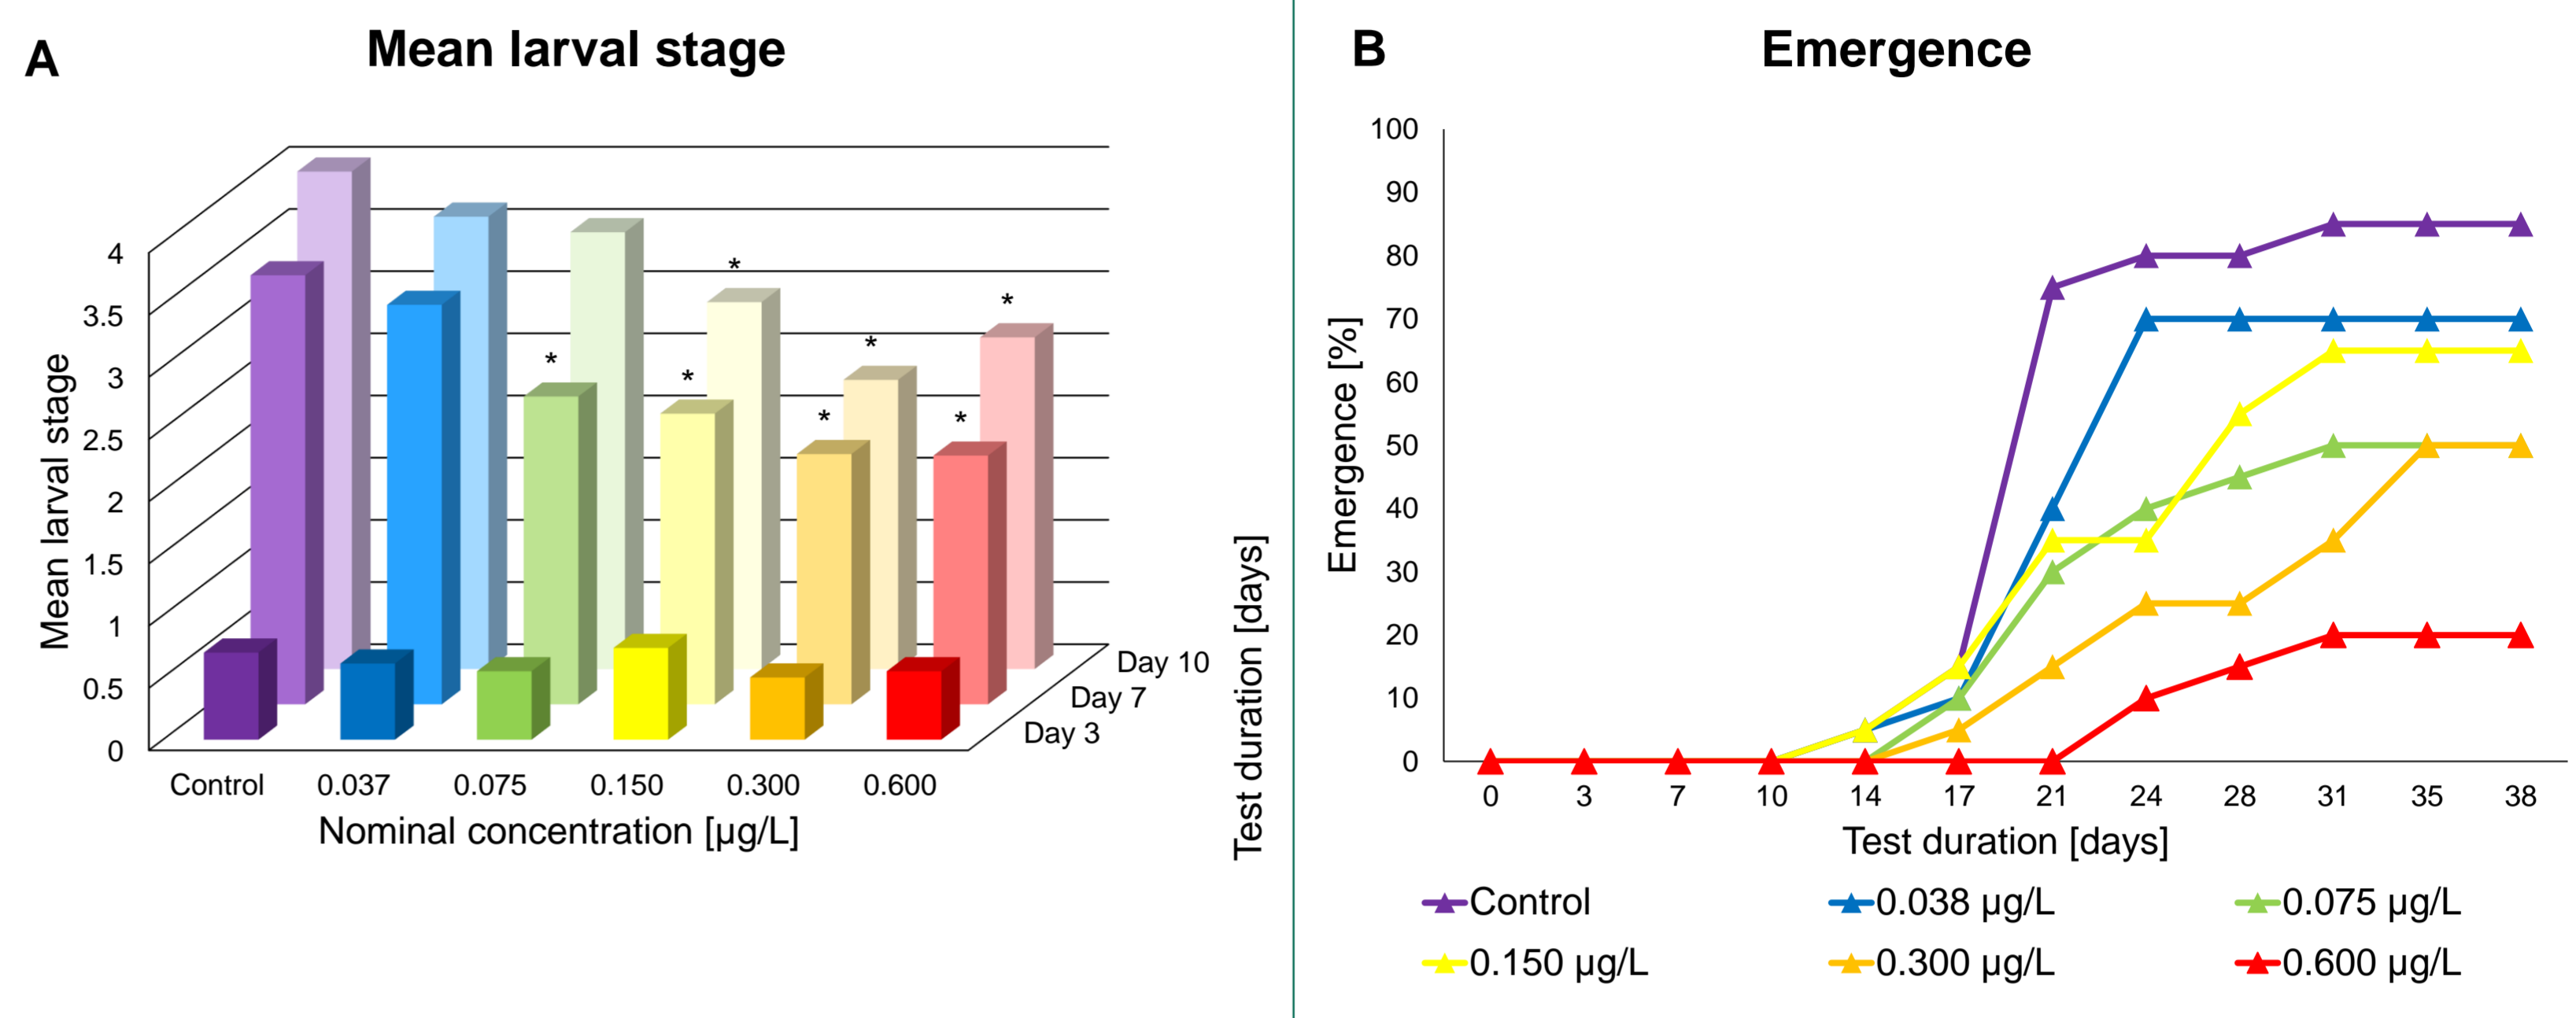 A
Mean larval stage
Mean larval stage
4
3.5
3
2.5
2
1.5
1
0.5
0
*
*
*
*
*
*
*
Control 0.037 0.075 0.150 0.300 0.600
Nominal concentration [µg/L]
Day 10
Day 7
Day 3
Test duration [days]
B
Emergence
Emergence [%]
100
90
80
70
60
50
40
30
20
10
0
0 3 7 10 14 17 21 24 28 31 35 38
Test duration [days]
Control 0.038 µg/L 0.075 µg/L
0.150 µg/L 0.300 µg/L 0.600 µg/L